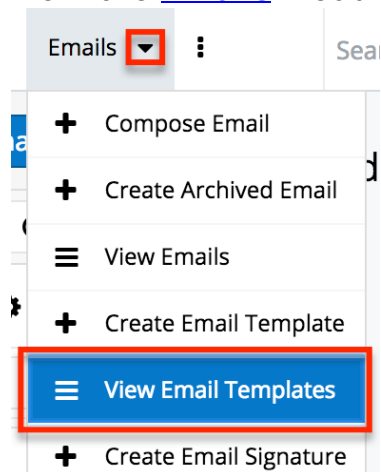 Emails
Compose Email
Create Archived Email
View Emails
Create Email Template
View Email Templates
Create Email Signature